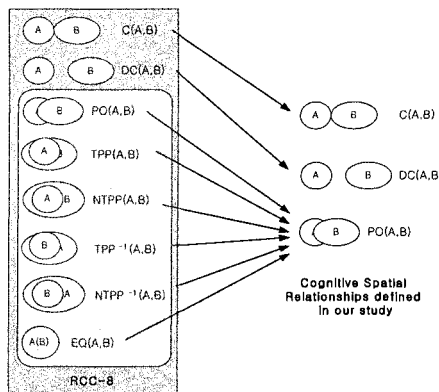 A B C(A,B)
A B DC(A,B)
A B PO(A,B)
A B TPP(A,B)
A B NTPP(A,B)
B A TPP -1 (A,B)
B A NTPP -1 (A,B)
A(B) EQ(A,B)
RCC-8
A B C(A,B)
A B DC(A,B
A B PO(A,B)
Cognitive Spatial
Relationships defined
in our study